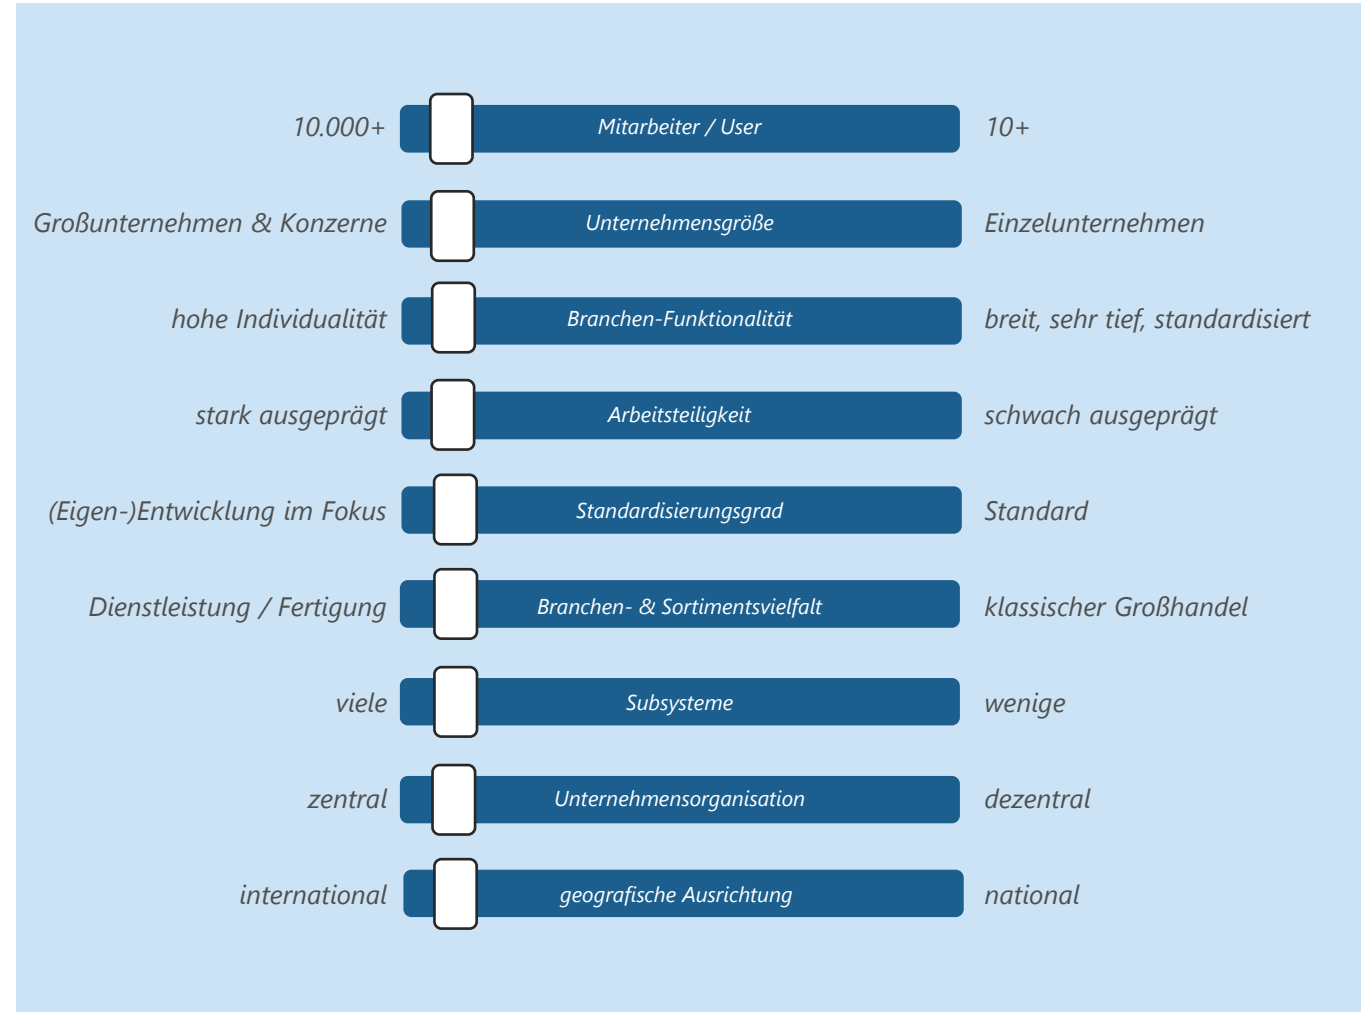 10.000+ Mitarbeiter / User 10+
Großunternehmen & Konzerne Unternehmensgröße Einzelunternehmen
hohe Individualität Branchen-Funktionalität breit, sehr tief, standardisiert
stark ausgeprägt Arbeitsteiligkeit schwach ausgeprägt
(Eigen-)Entwicklung im Fokus Standardisierungsgrad Standard
Dienstleistung / Fertigung Branchen- & Sortimentsvielfalt klassischer Großhandel
viele Subsysteme wenige
zentral Unternehmensorganisation dezentral
international geografische Ausrichtung national